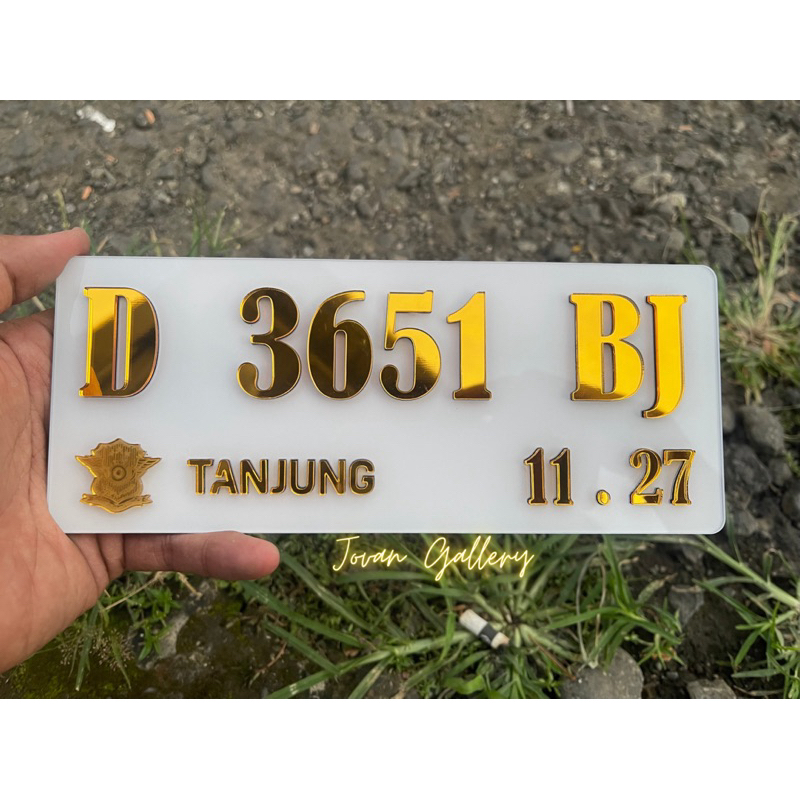 D 3651 BJ
TANJUNG 11.27
Jovan Gallery